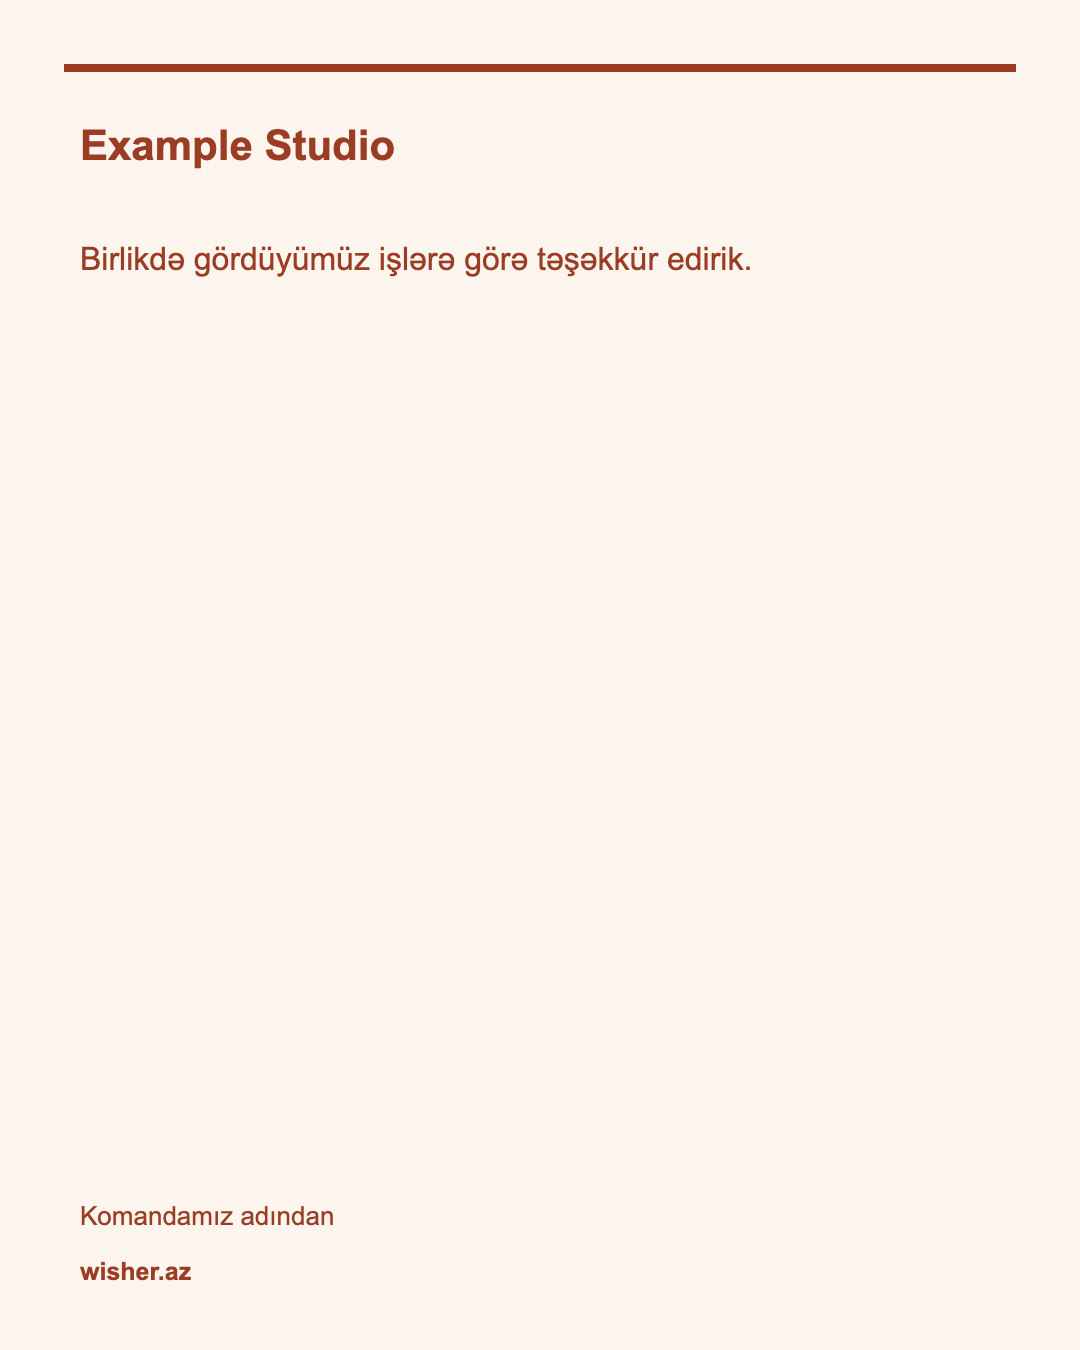 Example Studio
Birlikdə gördüyümüz işlərə görə təşəkkür edirik.
Komandamız adından
wisher.az